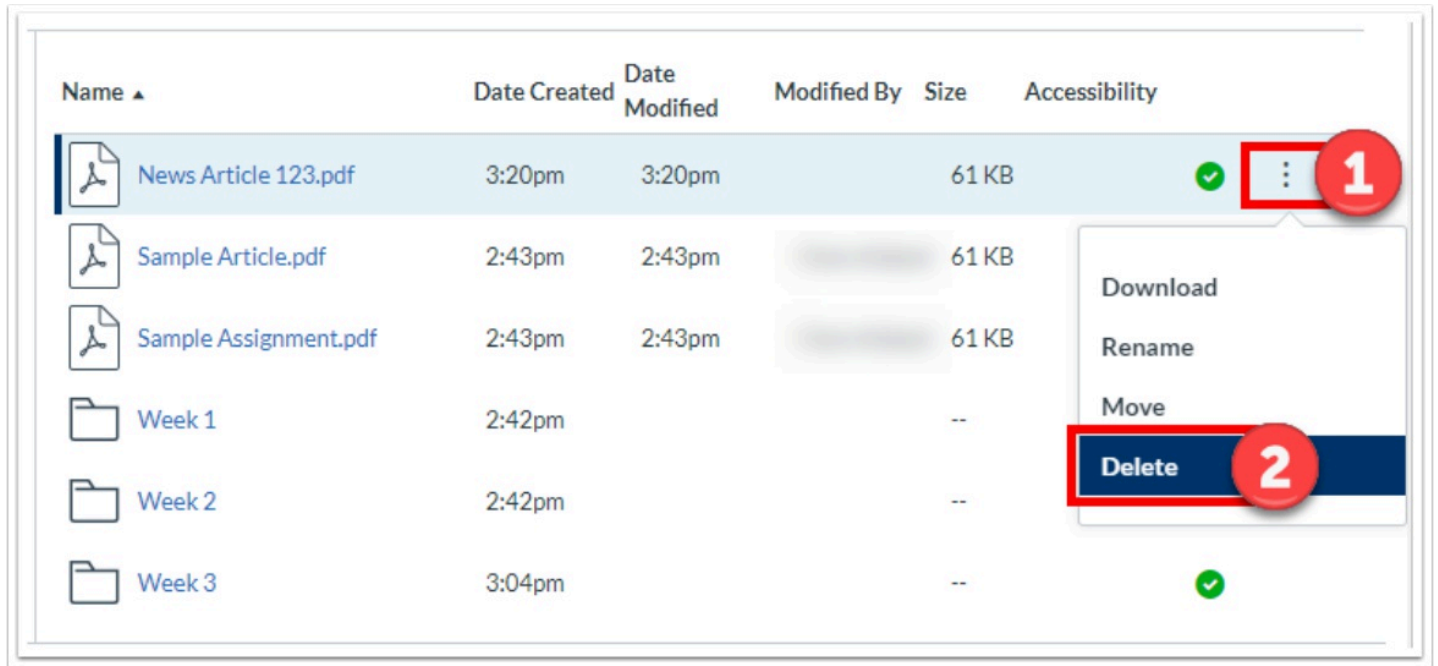 Name ▲ Date Created Date Modified Modified By Size Accessibility
News Article 123.pdf 3:20pm 3:20pm 61 KB ⋮ 1
Sample Article.pdf 2:43pm 2:43pm 61 KB
Download
Sample Assignment.pdf 2:43pm 2:43pm 61 KB
Rename
Move
Week 1 2:42pm --
Delete 2
Week 2 2:42pm --
Week 3 3:04pm --